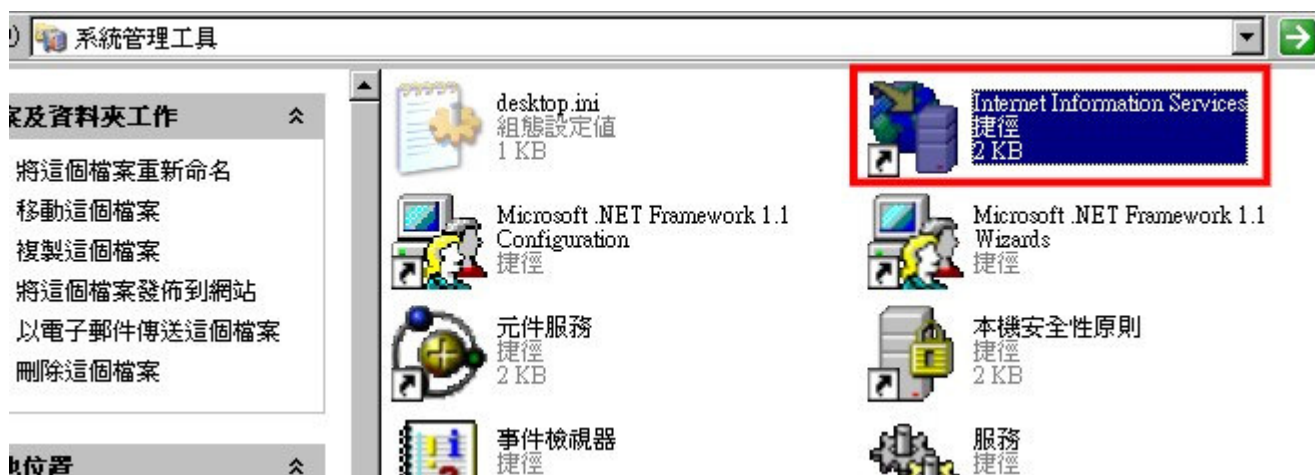 系統管理工具
及資料夾工作
將這個檔案重新命名
移動這個檔案
複製這個檔案
將這個檔案發佈到網站
以電子郵件傳送這個檔案
刪除這個檔案
位置
desktop.ini
組態設定值
1 KB
Internet Information Services
捷徑
2 KB
Microsoft .NET Framework 1.1
Configuration
捷徑
Microsoft .NET Framework 1.1
Wizards
捷徑
元件服務
捷徑
2 KB
本機安全性原則
捷徑
2 KB
事件檢視器
捷徑
服務
捷徑